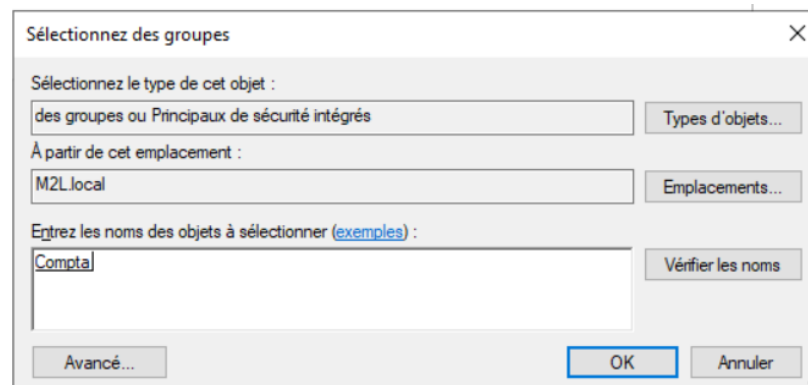 Sélectionnez des groupes
Sélectionnez le type de cet objet :
des groupes ou Principaux de sécurité intégrés
Types d'objets...
À partir de cet emplacement :
M2L.local
Emplacements...
Entrez les noms des objets à sélectionner (exemples) :
Compta
Vérifier les noms
Avancé...
OK
Annuler